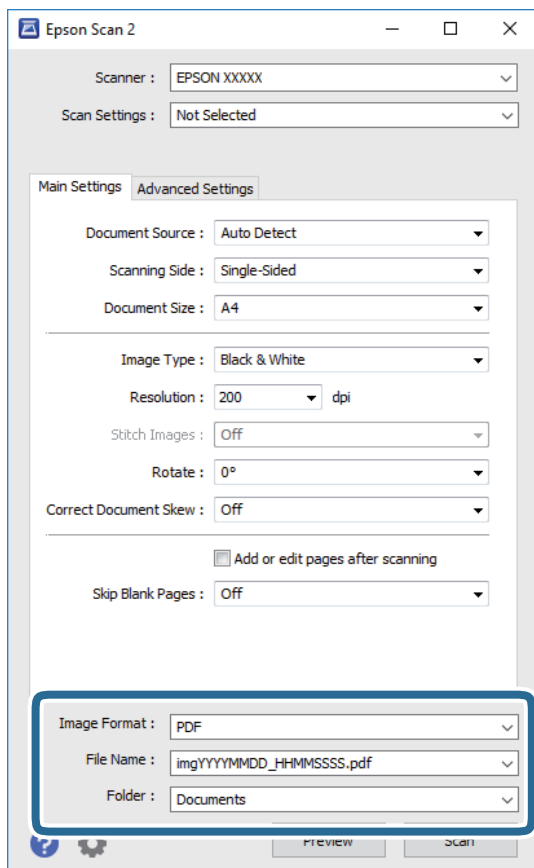 Epson Scan 2
Scanner : EPSON XXXXX
Scan Settings : Not Selected
Main Settings Advanced Settings
Document Source : Auto Detect
Scanning Side : Single-Sided
Document Size : A4
Image Type : Black & White
Resolution : 200 dpi
Stitch Images : Off
Rotate : 0°
Correct Document Skew : Off
Add or edit pages after scanning
Skip Blank Pages : Off
Image Format : PDF
File Name : imgYYYYMMDD_HHMMSSSS.pdf
Folder : Documents
? Preview Scan